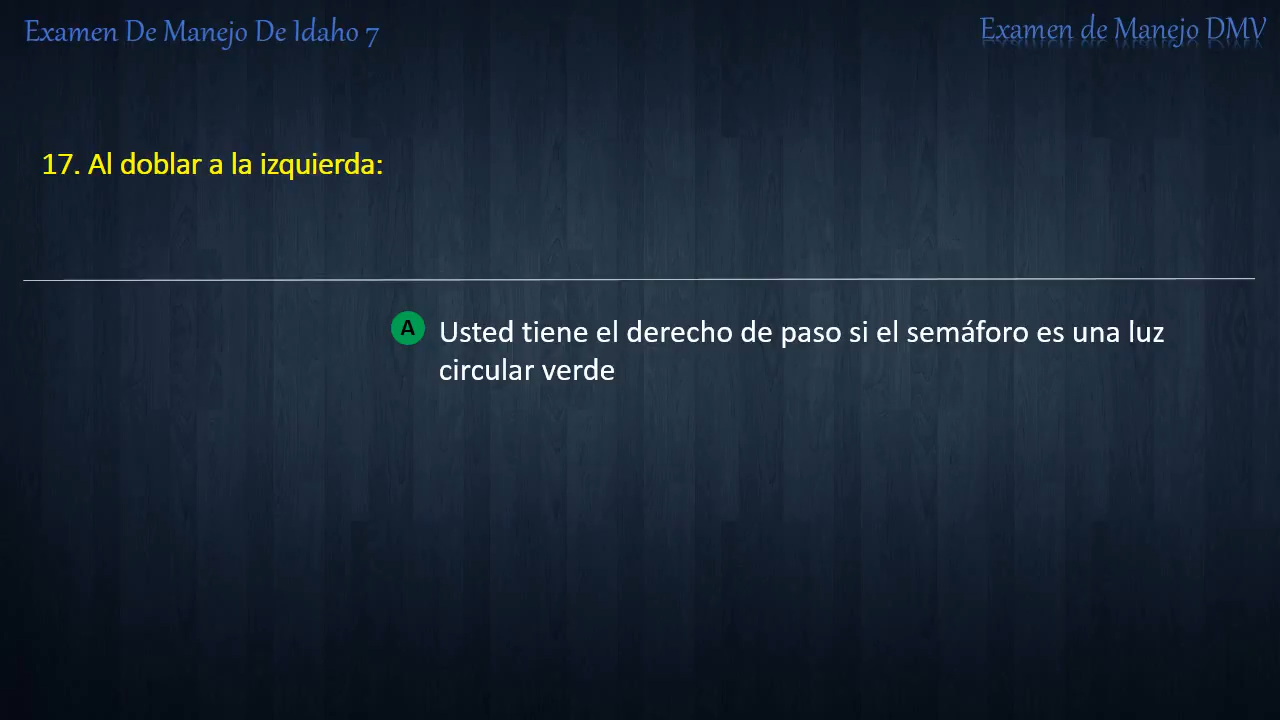 Examen De Manejo De Idaho 7
Examen de Manejo DMV
17. Al doblar a la izquierda:
A Usted tiene el derecho de paso si el semáforo es una luz
circular verde